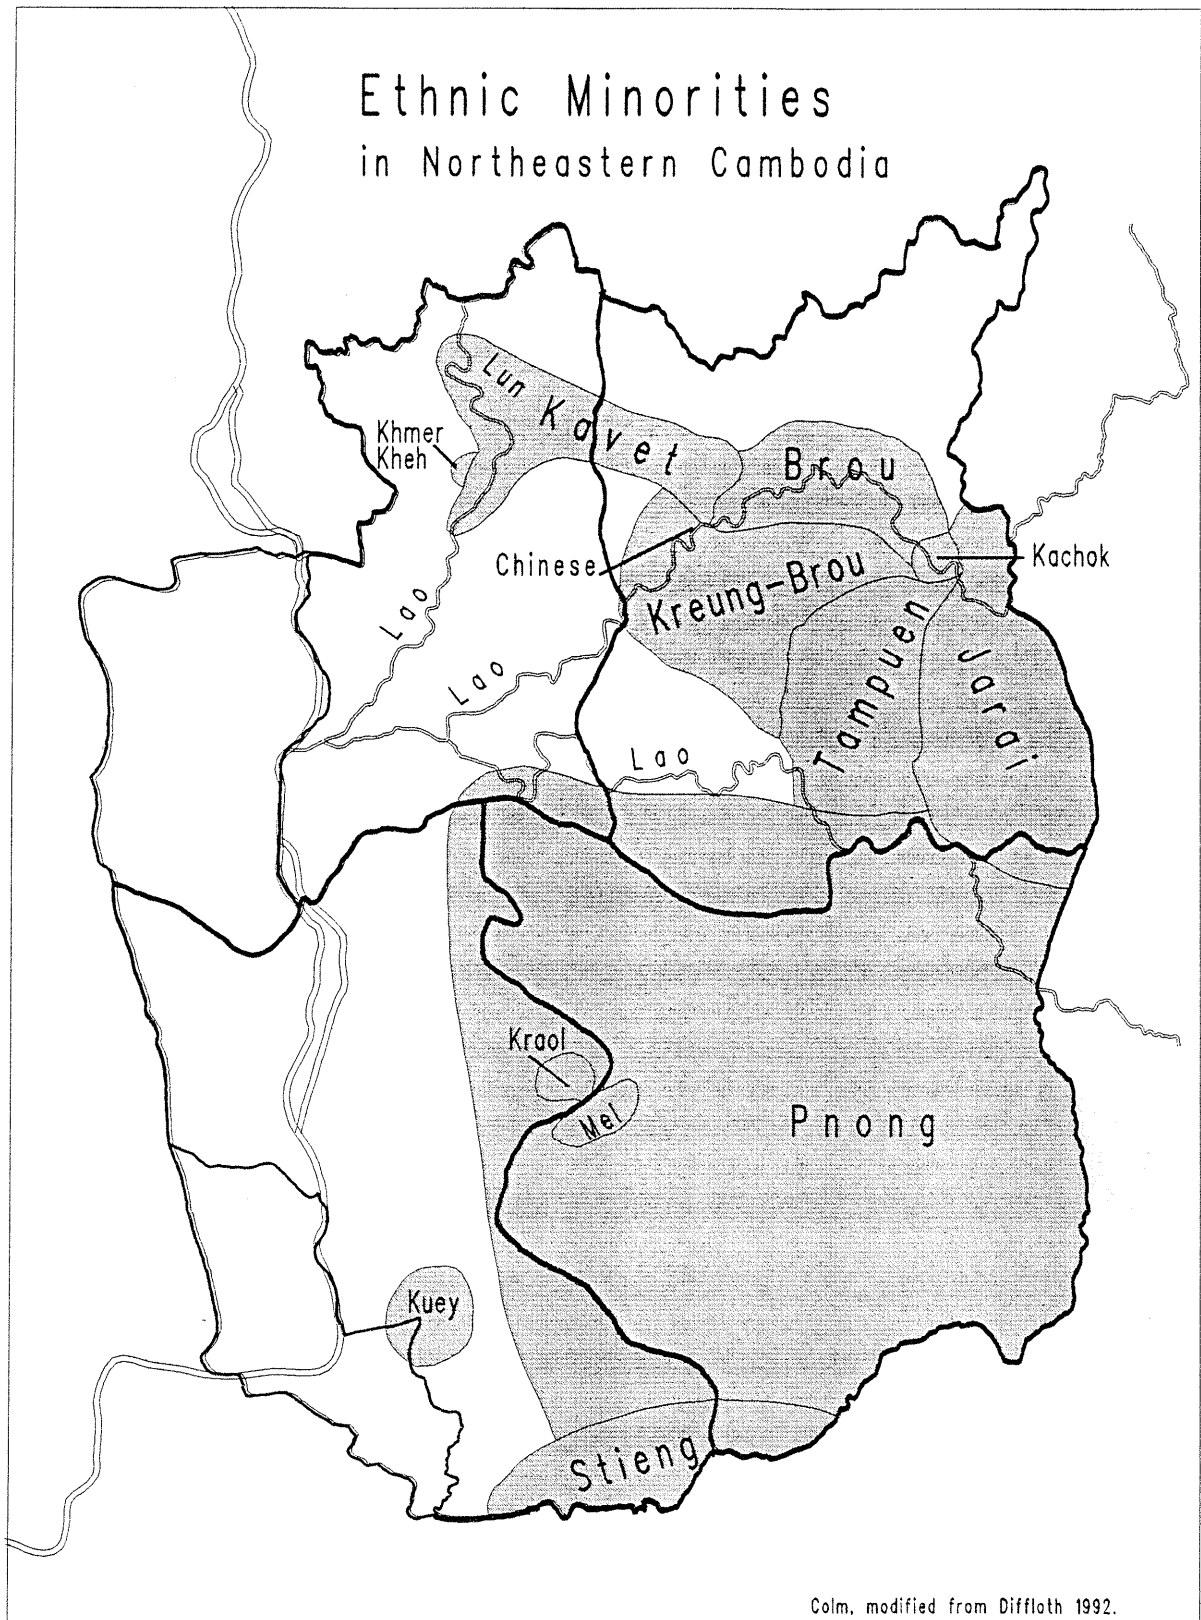 Ethnic Minorities
in Northeastern Cambodia
Lun
Kavet
Khmer
Kheh
Brou
Chinese
Kachok
Kreung-Brou
Lao
Tampuen
Jarai
Lao
Lao
Kraol
Mel
Pnong
Kuey
Stieng
Colm, modified from Diffloth 1992.